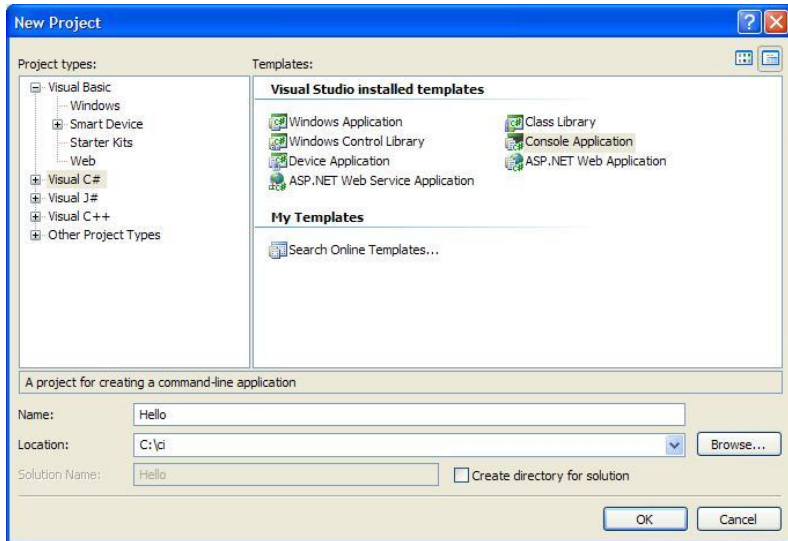 New Project
Project types:
Templates:
Visual Basic
Windows
Smart Device
Starter Kits
Web
Visual C#
Visual J#
Visual C++
Other Project Types
Visual Studio installed templates
Windows Application
Class Library
Windows Control Library
Console Application
Device Application
ASP.NET Web Application
ASP.NET Web Service Application
My Templates
Search Online Templates...
A project for creating a command-line application
Name: Hello
Location: C:\ci Browse...
Solution Name: Hello Create directory for solution
OK Cancel